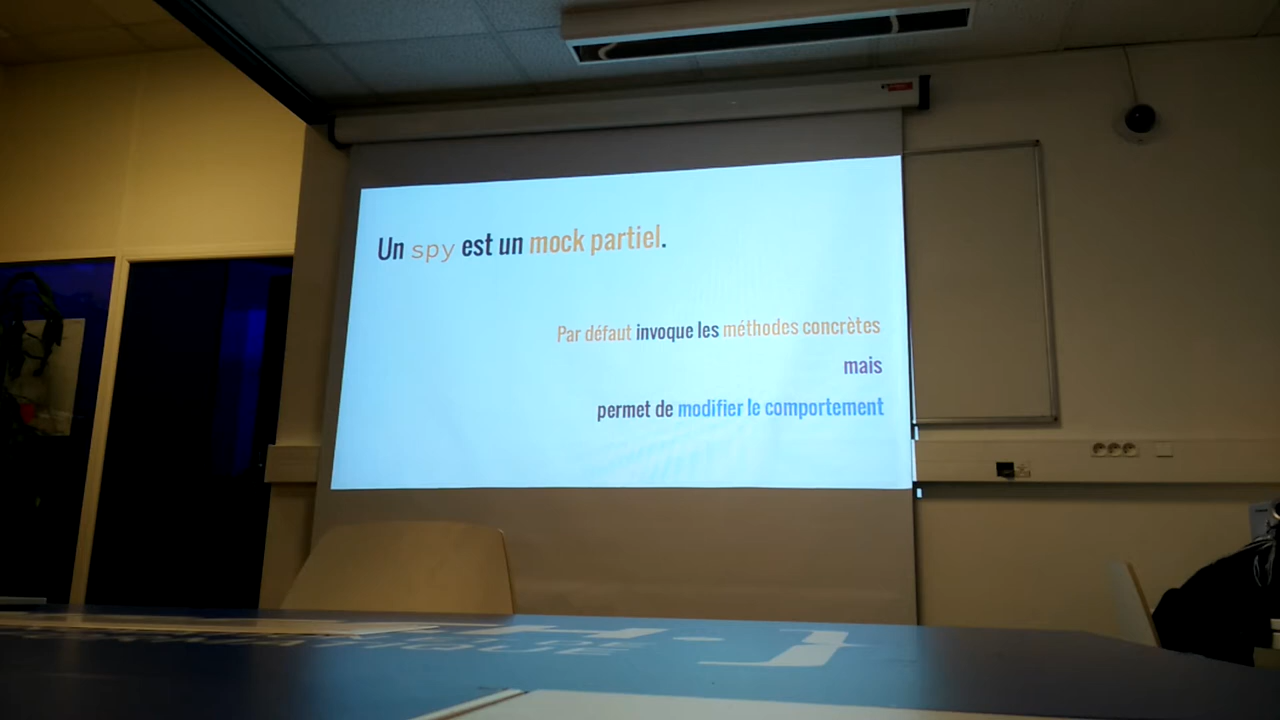 Un spy est un mock partiel.
Par défaut invoque les méthodes concrètes
mais
permet de modifier le comportement